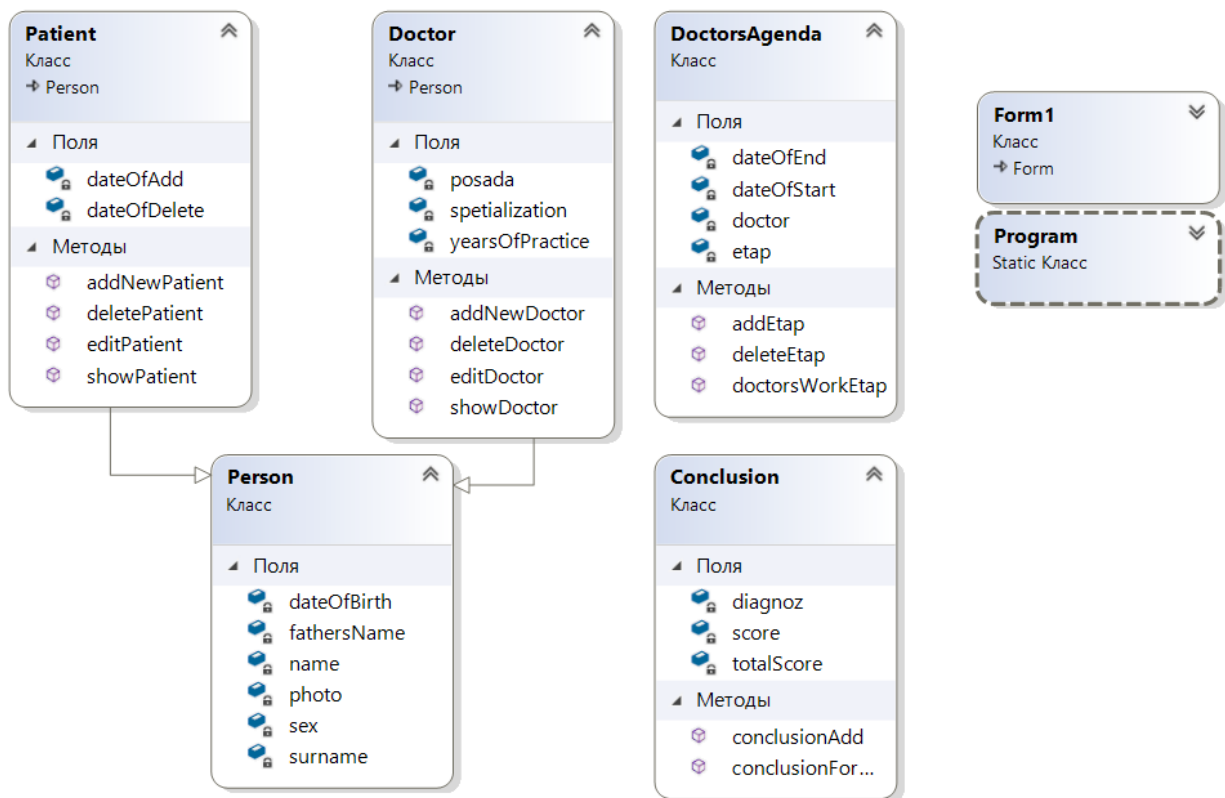 Patient
Класс
Person
Поля
dateOfAdd
dateOfDelete
Методы
addNewPatient
deletePatient
editPatient
showPatient
Doctor
Класс
Person
Поля
posada
spetialization
yearsOfPractice
Методы
addNewDoctor
deleteDoctor
editDoctor
showDoctor
DoctorsAgenda
Класс
Поля
dateOfEnd
dateOfStart
doctor
etap
Методы
addEtap
deleteEtap
doctorsWorkEtap
Form1
Класс
Form
Program
Static Класс
Person
Класс
Поля
dateOfBirth
fathersName
name
photo
sex
surname
Conclusion
Класс
Поля
diagnoz
score
totalScore
Методы
conclusionAdd
conclusionFor...